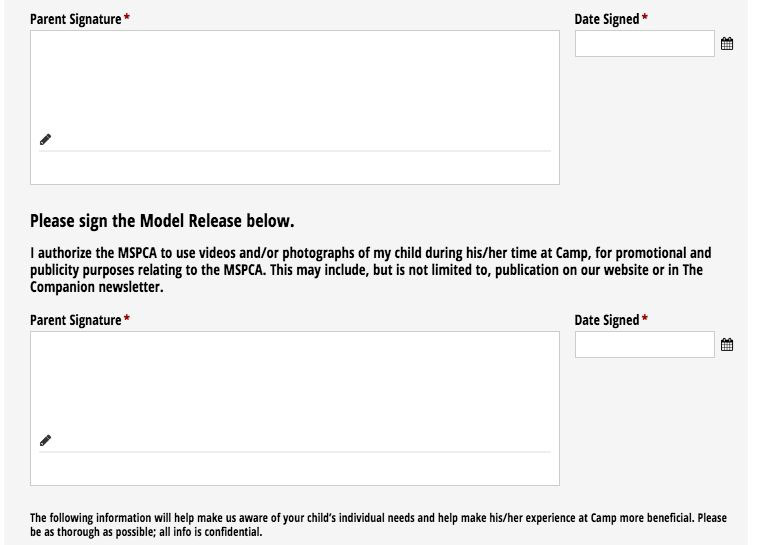 Parent Signature * Date Signed *
Please sign the Model Release below.
I authorize the MSPCA to use videos and/or photographs of my child during his/her time at Camp, for promotional and
publicity purposes relating to the MSPCA. This may include, but is not limited to, publication on our website or in The
Companion newsletter.
Parent Signature * Date Signed *
The following information will help make us aware of your child's individual needs and help make his/her experience at Camp more beneficial. Please
be as thorough as possible; all info is confidential.